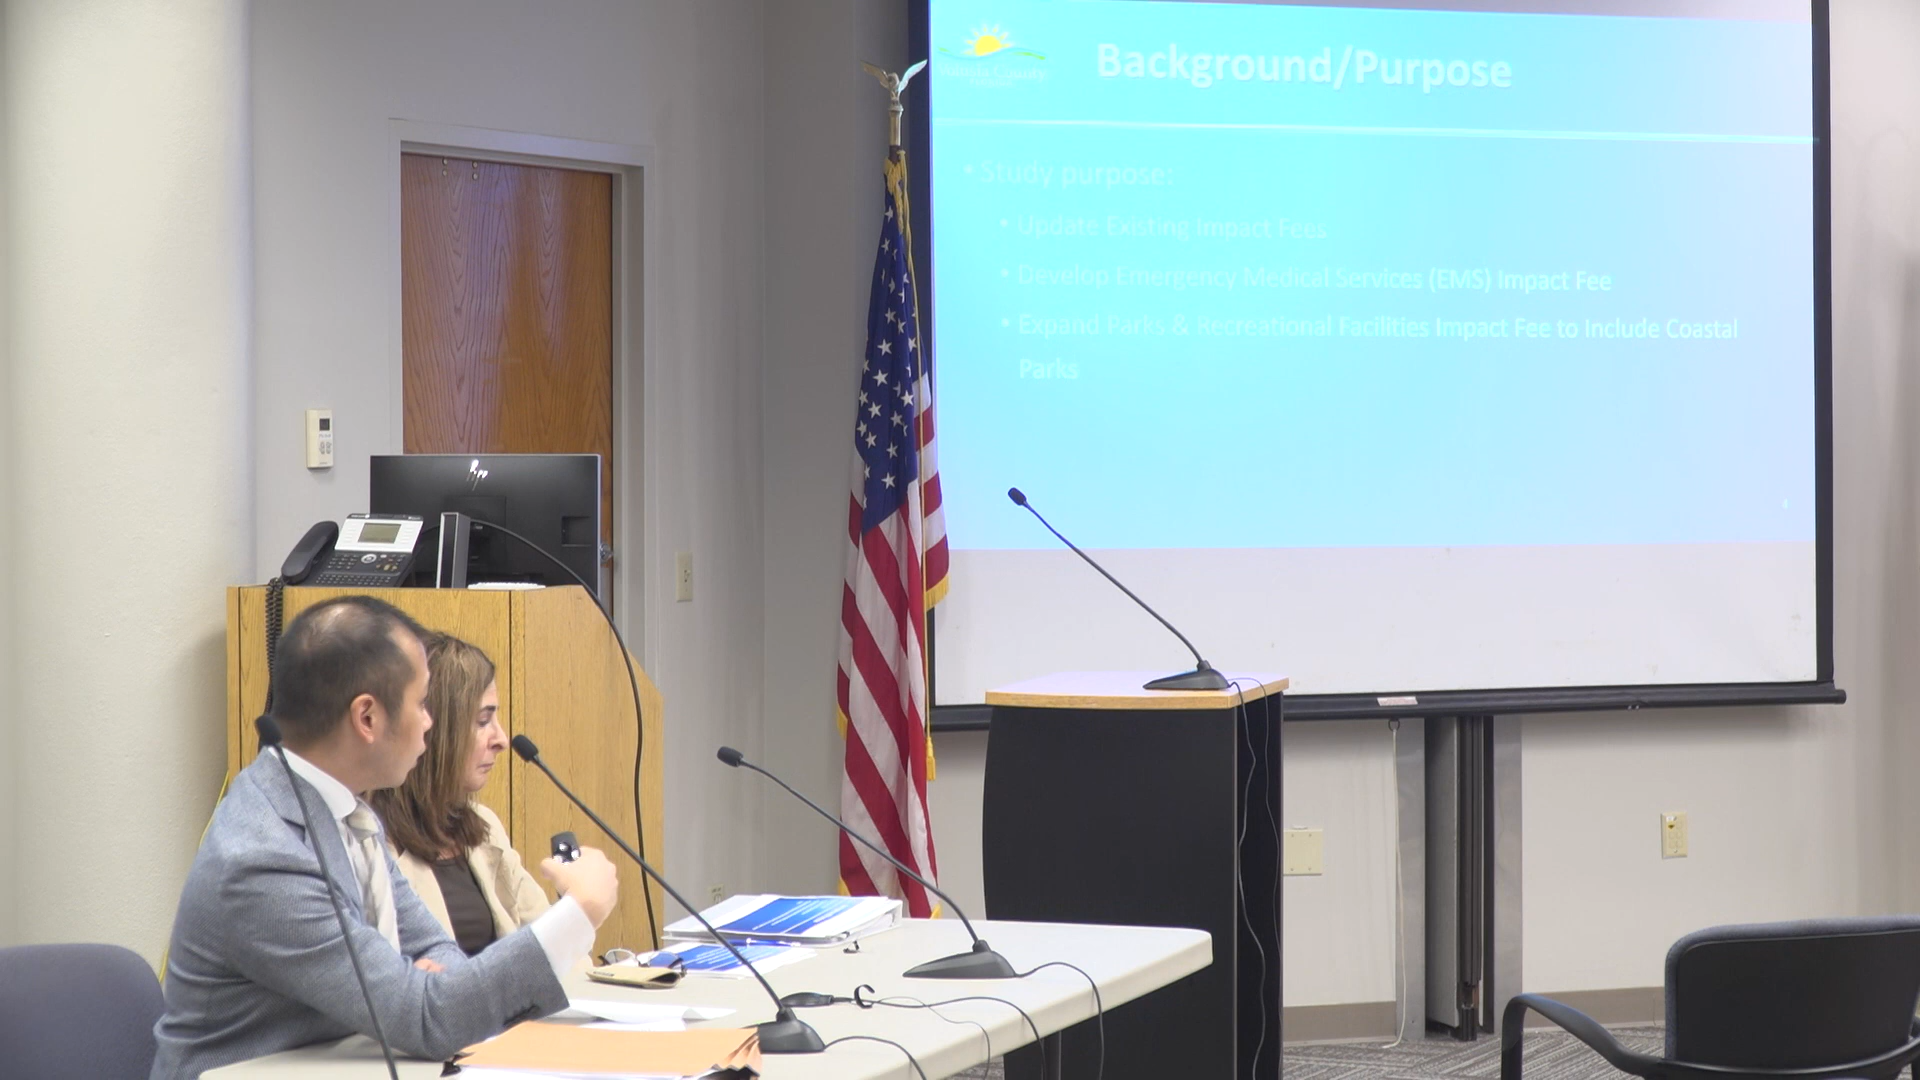 Background/Purpose
• Study purpose:
• Update Existing Impact Fees
• Develop Emergency Medical Services (EMS) Impact Fee
• Expand Parks & Recreational Facilities Impact Fee to Include Coastal
Parks
hp